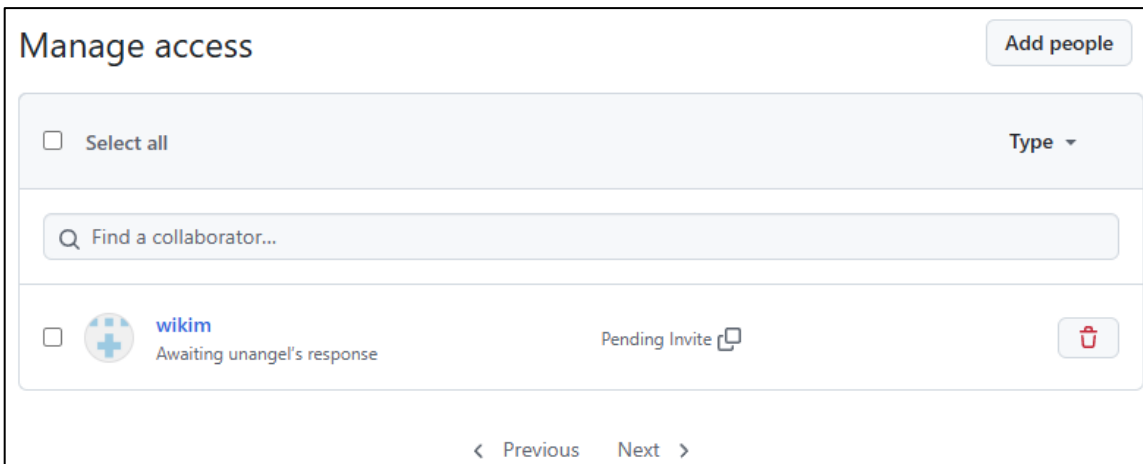 Manage access
Add people
Select all
Type
Find a collaborator...
wikim
Awaiting unangel's response
Pending Invite
Previous
Next